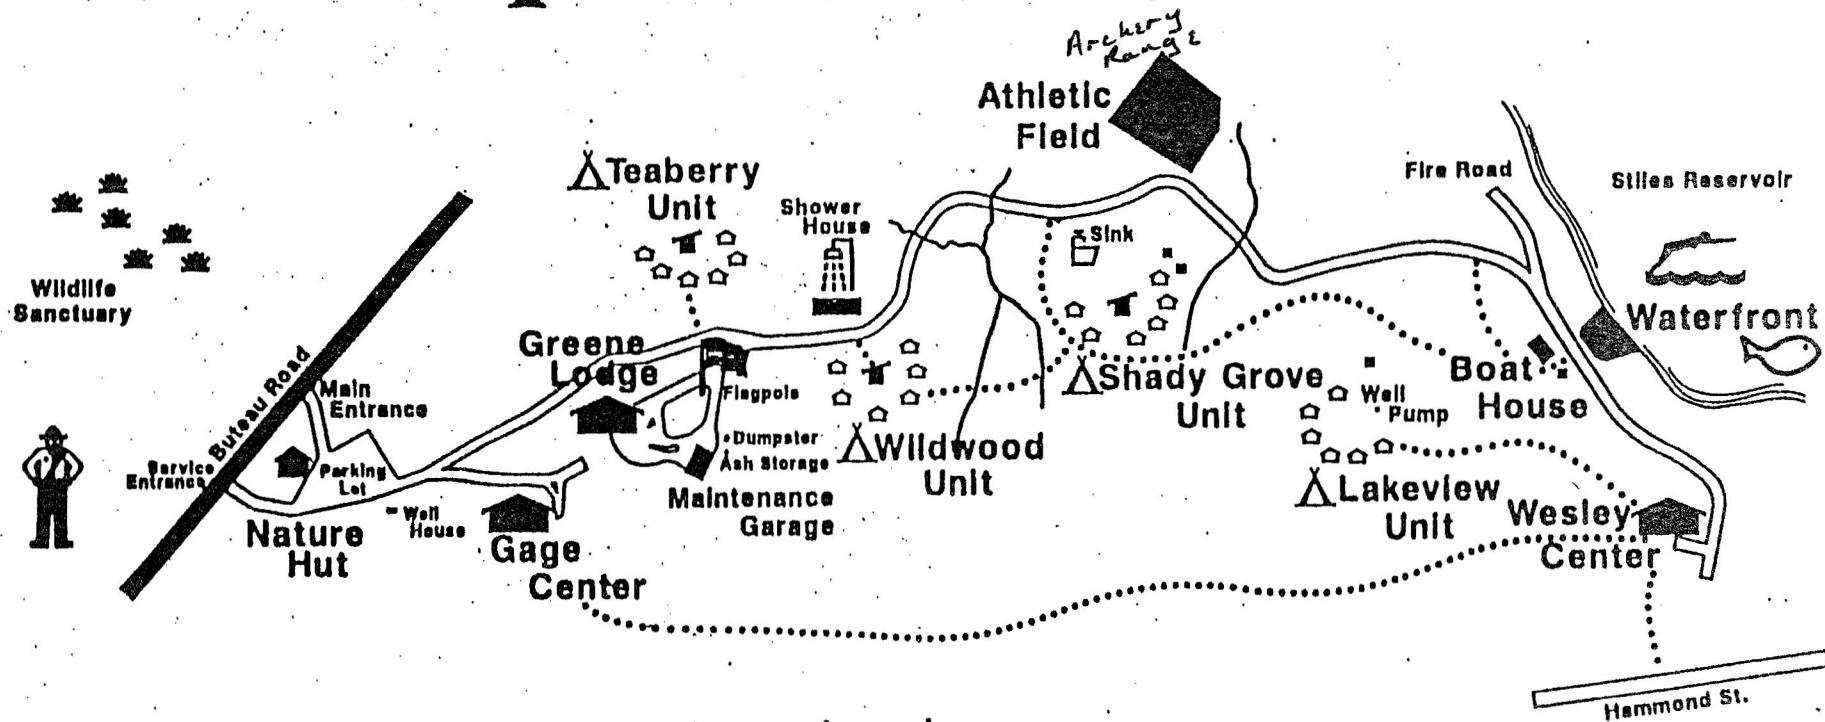 Archery
Range
Athletic
Field
Fire Road
Stiles Reservoir
Teaberry
Unit
Shower
House
Sink
Wildlife
Sanctuary
Waterfront
Greene
Lodge
Buteau Road
Main
Entrance
Flagpole
Shady Grove
Unit
Well
Pump
Boat
House
Dumpster
Ash Storage
Wildwood
Unit
Service
Entrance
Parking
Lot
Maintenance
Garage
Lakeview
Unit
Wesley
Center
Well
House
Nature
Hut
Gage
Center
Hammond St.